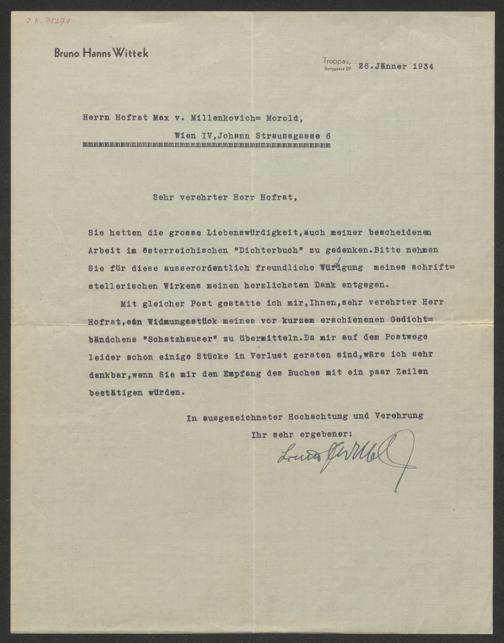 Bruno Hanns Wittek
Troppau,
26.Jänner 1934
Herrn Hofrat Max v. Millenkovich= Morold,
Wien IV,Johann Straussgasse 6
Sehr verehrter Herr Hofrat,
Sie hatten die grosse Liebenswürdigkeit,auch meiner bescheidenen
Arbeit im österreichischen "Dichterbuch" zu gedenken.Bitte nehmen
Sie für diese ausserordentlich freundliche Würdigung meines schrift=
stellerischen Wirkens meinen herzlichsten Dank entgegen.
Mit gleicher Post gestatte ich mir,Ihnen,sehr verehrter Herr
Hofrat,ein Widmungsstück meines vor kurzem erschienenen Gedicht=
bändchens "Schatzhauser" zu übermitteln.Da mir auf dem Postwege
leider schon einige Stücke in Verlust geraten sind,wäre ich sehr
dankbar,wenn Sie mir den Empfang des Buches mit ein paar Zeilen
bestätigen würden.
In ausgezeichneter Hochachtung und Verehrung
Ihr sehr ergebener: